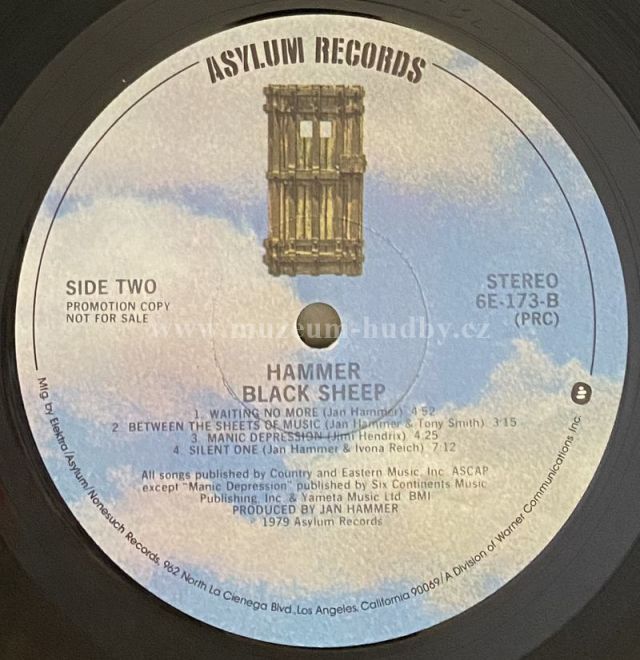 ASYLUM RECORDS
SIDE TWO
PROMOTION COPY
NOT FOR SALE
STEREO
6E-173-B
(PRC)
www.muzeum-hudby.cz
HAMMER
BLACK SHEEP
1. WAITING NO MORE (Jan Hammer) 4:52
2. BETWEEN THE SHEETS OF MUSIC (Jan Hammer & Tony Smith) 3:15
3. MANIC DEPRESSION (Jimi Hendrix) 4:25
4. SILENT ONE (Jan Hammer & Ivona Reich) 7:12
All songs published by Country and Eastern Music, Inc. ASCAP
except "Manic Depression" published by Six Continents Music
Publishing, Inc. & Yameta Music Ltd. BMI
PRODUCED BY JAN HAMMER
1979 Asylum Records
Mfg. by Elektra/Asylum/Nonesuch Records, 962 North La Cienega Blvd., Los Angeles, California 90069/A Division of Warner Communications Inc.